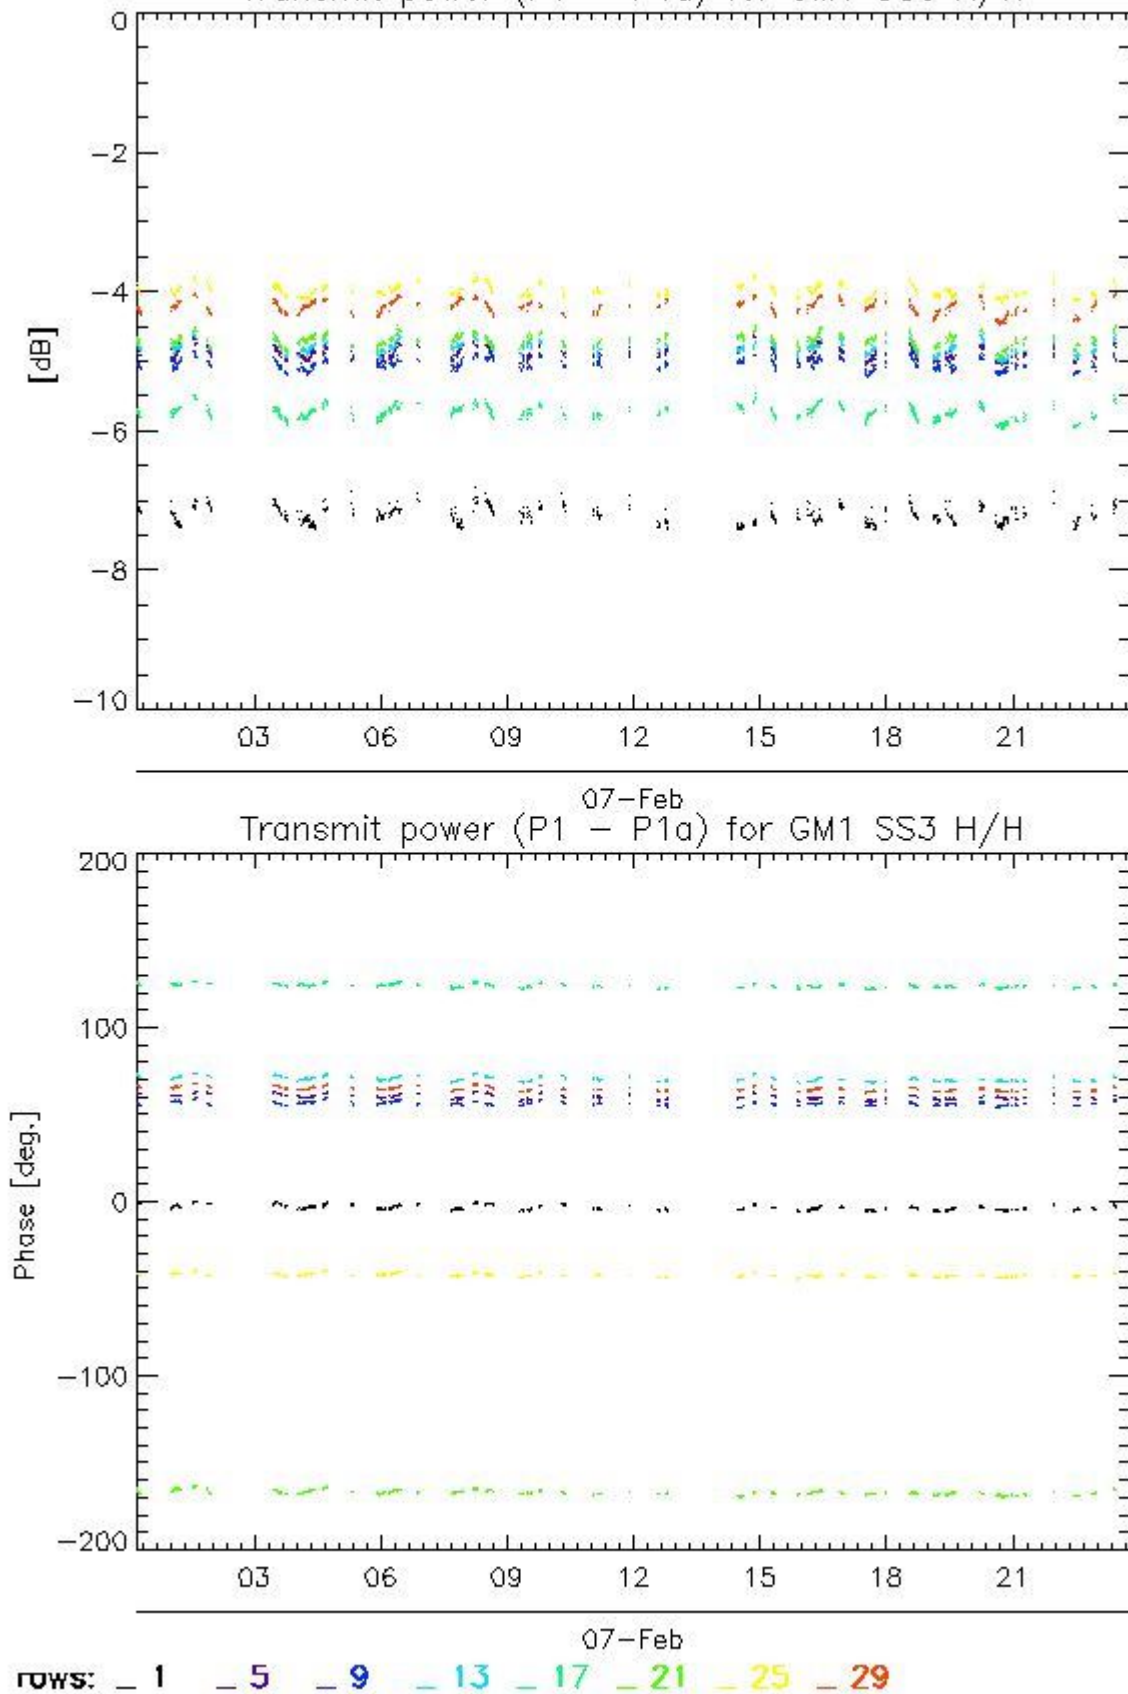 0
−2
−4
[dB]
−6
−8
−10
03 06 09 12 15 18 21
07−Feb
Transmit power (P1 − P1a) for GM1 SS3 H/H
200
100
Phase [deg.]
0
−100
−200
03 06 09 12 15 18 21
07−Feb
rows: _ 1 _ 5 _ 9 _ 13 _ 17 _ 21 _ 25 _ 29